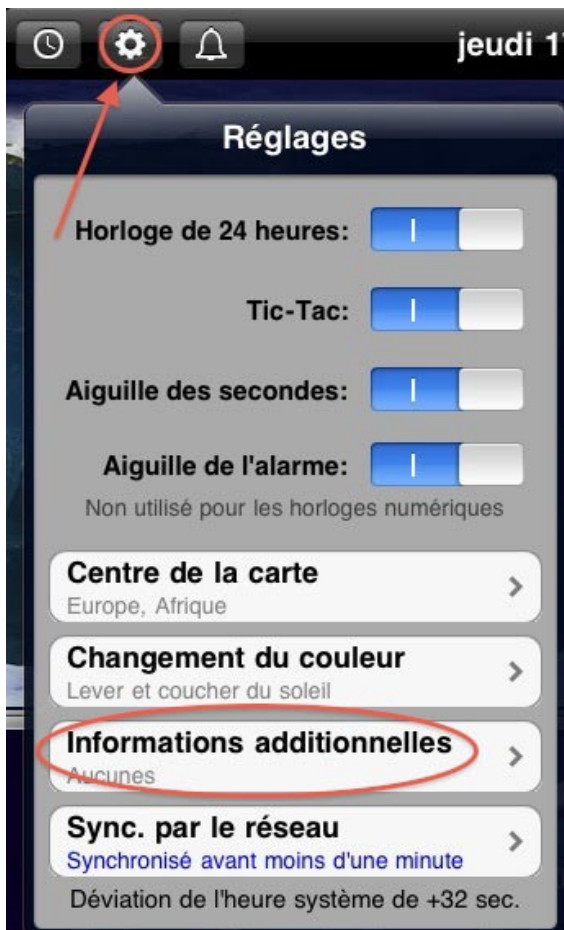 jeudi 1
Réglages
Horloge de 24 heures:
Tic-Tac:
Aiguille des secondes:
Aiguille de l'alarme:
Non utilisé pour les horloges numériques
Centre de la carte
Europe, Afrique
Changement du couleur
Lever et coucher du soleil
Informations additionnelles
Aucunes
Sync. par le réseau
Synchronisé avant moins d'une minute
Déviation de l'heure système de +32 sec.